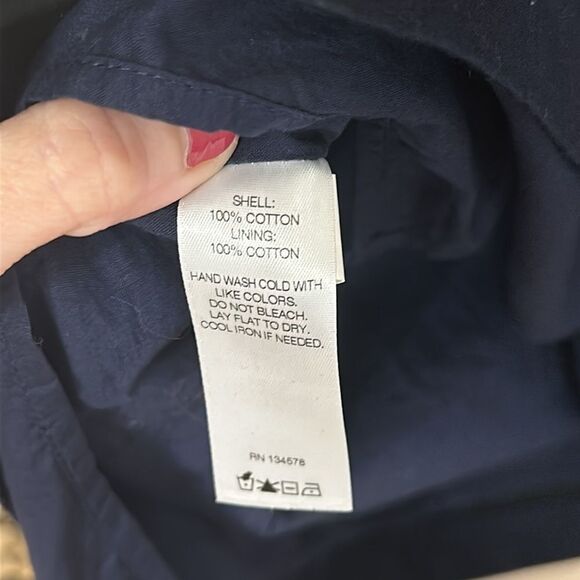 SHELL:
100% COTTON
LINING:
100% COTTON
HAND WASH COLD WITH
LIKE COLORS.
DO NOT BLEACH.
LAY FLAT TO DRY.
COOL IRON IF NEEDED.
RN 134578